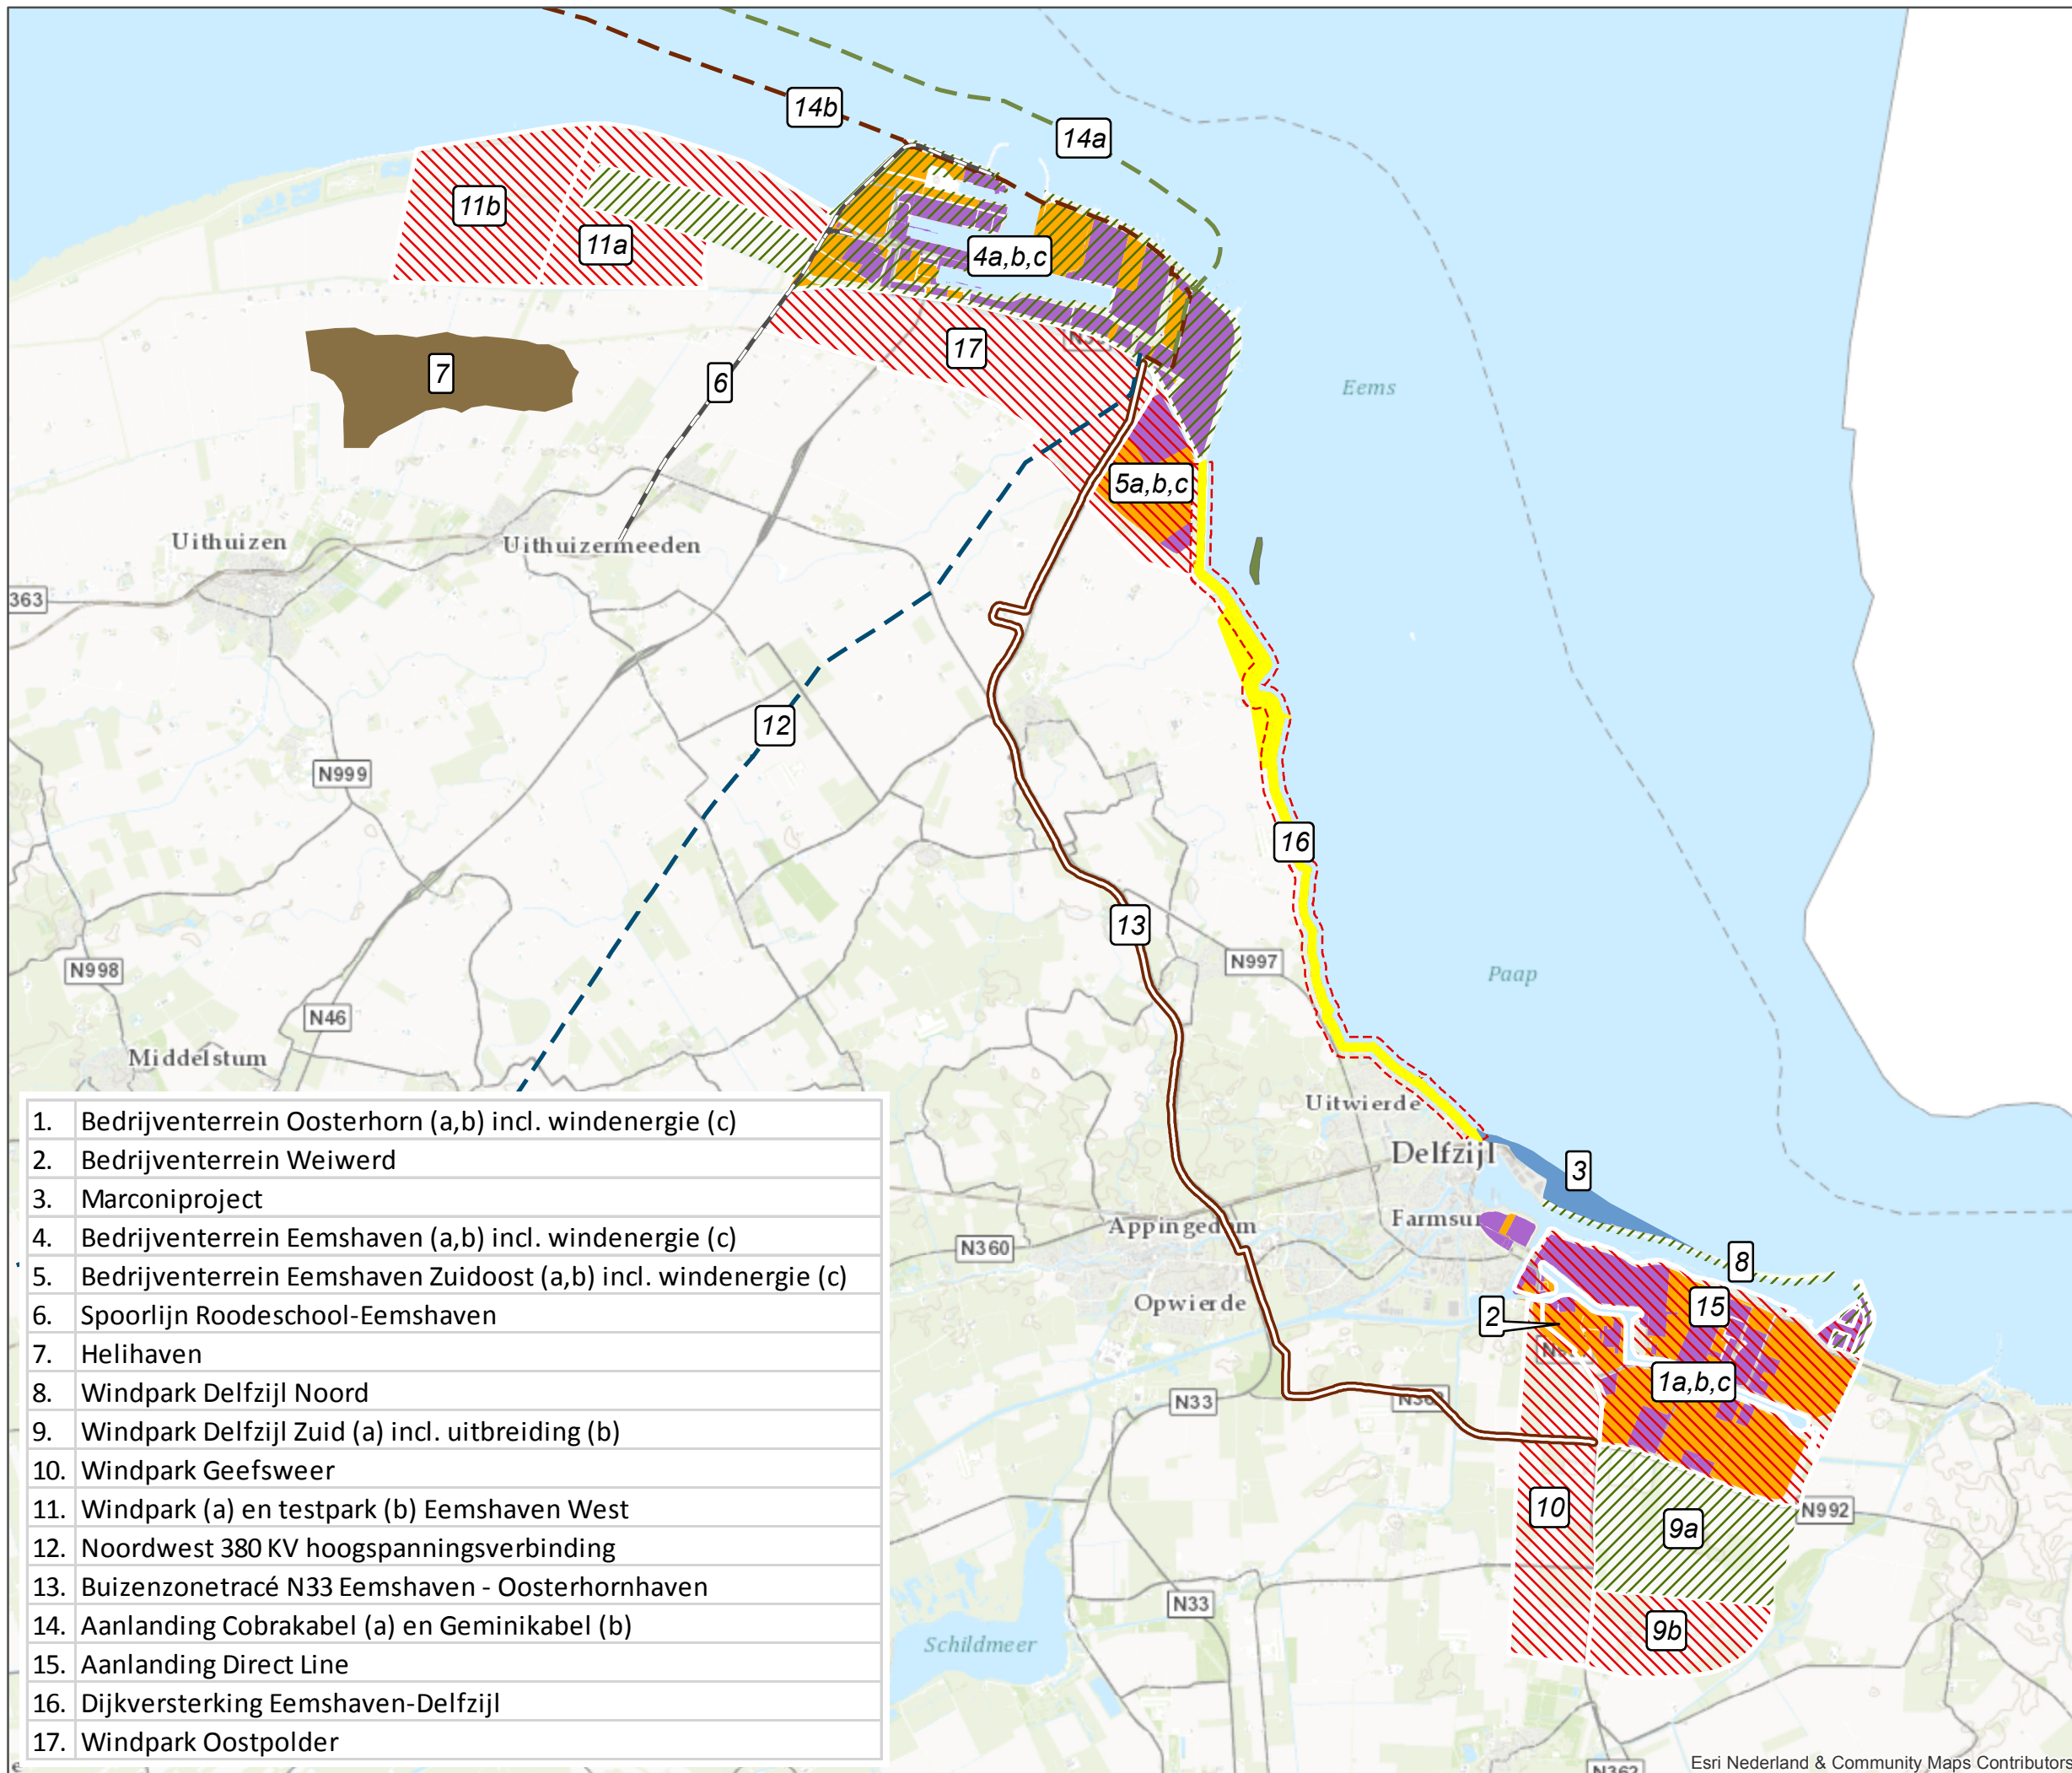 14b
14a
11b
11a
4a,b,c
17
7
6
Eems
5a,b,c
Uithuizen
Uithuizermeeden
363
12
N999
16
13
N997
N998
Paap
N46
Middelstum
Uitwierde
Delfzijl
3
Appingedam
Farmsu
N360
8
Opwierde
15
2
1a,b,c
N33
10
N992
9a
N33
9b
Schildmeer
N362
1. Bedrijventerrein Oosterhorn (a,b) incl. windenergie (c)
2. Bedrijventerrein Weiwerd
3. Marconiproject
4. Bedrijventerrein Eemshaven (a,b) incl. windenergie (c)
5. Bedrijventerrein Eemshaven Zuidoost (a,b) incl. windenergie (c)
6. Spoorlijn Roodeschool-Eemshaven
7. Helihaven
8. Windpark Delfzijl Noord
9. Windpark Delfzijl Zuid (a) incl. uitbreiding (b)
10. Windpark Geefsweer
11. Windpark (a) en testpark (b) Eemshaven West
12. Noordwest 380 KV hoogspanningsverbinding
13. Buizenzonetracé N33 Eemshaven - Oosterhornhaven
14. Aanlanding Cobrakabel (a) en Geminikabel (b)
15. Aanlanding Direct Line
16. Dijkversterking Eemshaven-Delfzijl
17. Windpark Oostpolder
Esri Nederland & Community Maps Contributors